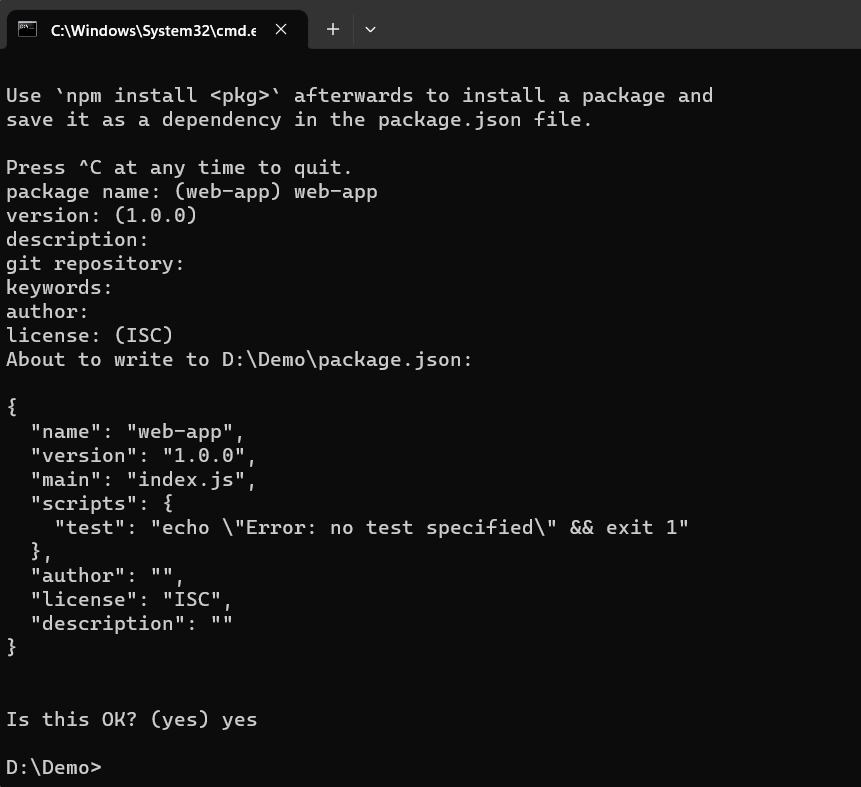 C:\Windows\System32\cmd.e
Use `npm install <pkg>` afterwards to install a package and
save it as a dependency in the package.json file.
Press ^C at any time to quit.
package name: (web-app) web-app
version: (1.0.0)
description:
git repository:
keywords:
author:
license: (ISC)
About to write to D:\Demo\package.json:
{
  "name": "web-app",
  "version": "1.0.0",
  "main": "index.js",
  "scripts": {
    "test": "echo \"Error: no test specified\" && exit 1"
  },
  "author": "",
  "license": "ISC",
  "description": ""
}
Is this OK? (yes) yes
D:\Demo>